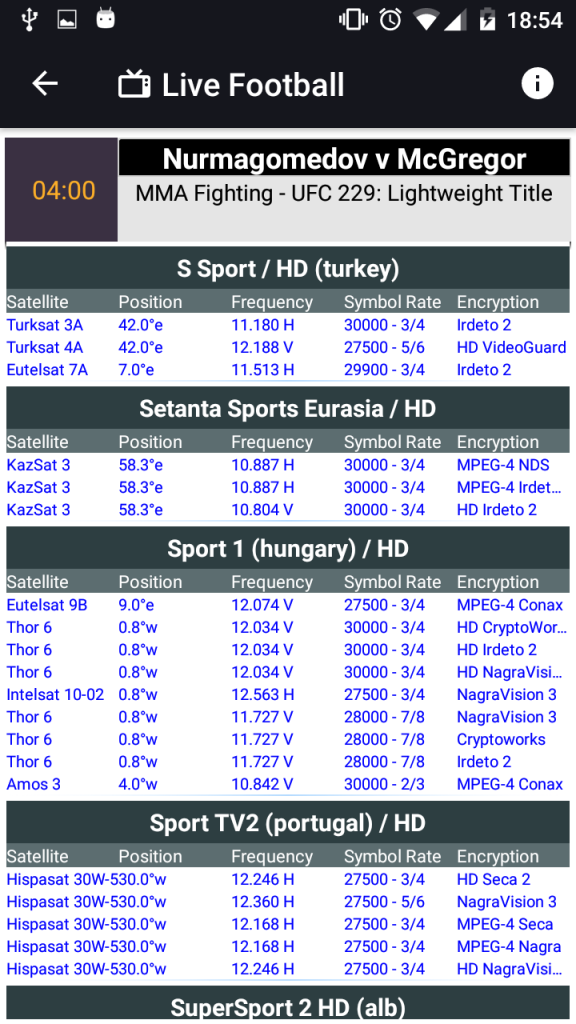 18:54
Live Football
04:00
Nurmagomedov v McGregor
MMA Fighting - UFC 229: Lightweight Title
S Sport / HD (turkey)
Satellite Position Frequency Symbol Rate Encryption
Turksat 3A 42.0°e 11.180 H 30000 - 3/4 Irdeto 2
Turksat 4A 42.0°e 12.188 V 27500 - 5/6 HD VideoGuard
Eutelsat 7A 7.0°e 11.513 H 29900 - 3/4 Irdeto 2
Setanta Sports Eurasia / HD
Satellite Position Frequency Symbol Rate Encryption
KazSat 3 58.3°e 10.887 H 30000 - 3/4 MPEG-4 NDS
KazSat 3 58.3°e 10.887 H 30000 - 3/4 MPEG-4 Irdet...
KazSat 3 58.3°e 10.804 V 30000 - 3/4 HD Irdeto 2
Sport 1 (hungary) / HD
Satellite Position Frequency Symbol Rate Encryption
Eutelsat 9B 9.0°e 12.074 V 27500 - 3/4 MPEG-4 Conax
Thor 6 0.8°w 12.034 V 30000 - 3/4 HD CryptoWor...
Thor 6 0.8°w 12.034 V 30000 - 3/4 HD Irdeto 2
Thor 6 0.8°w 12.034 V 30000 - 3/4 HD NagraVisi...
Intelsat 10-02 0.8°w 12.563 H 27500 - 3/4 NagraVision 3
Thor 6 0.8°w 11.727 V 28000 - 7/8 NagraVision 3
Thor 6 0.8°w 11.727 V 28000 - 7/8 Cryptoworks
Thor 6 0.8°w 11.727 V 28000 - 7/8 Irdeto 2
Amos 3 4.0°w 10.842 V 30000 - 2/3 MPEG-4 Conax
Sport TV2 (portugal) / HD
Satellite Position Frequency Symbol Rate Encryption
Hispasat 30W-530.0°w 12.246 H 27500 - 3/4 HD Seca 2
Hispasat 30W-530.0°w 12.360 H 27500 - 5/6 NagraVision 3
Hispasat 30W-530.0°w 12.168 H 27500 - 3/4 MPEG-4 Seca
Hispasat 30W-530.0°w 12.168 H 27500 - 3/4 MPEG-4 Nagra
Hispasat 30W-530.0°w 12.246 H 27500 - 3/4 HD NagraVisi...
SuperSport 2 HD (alb)